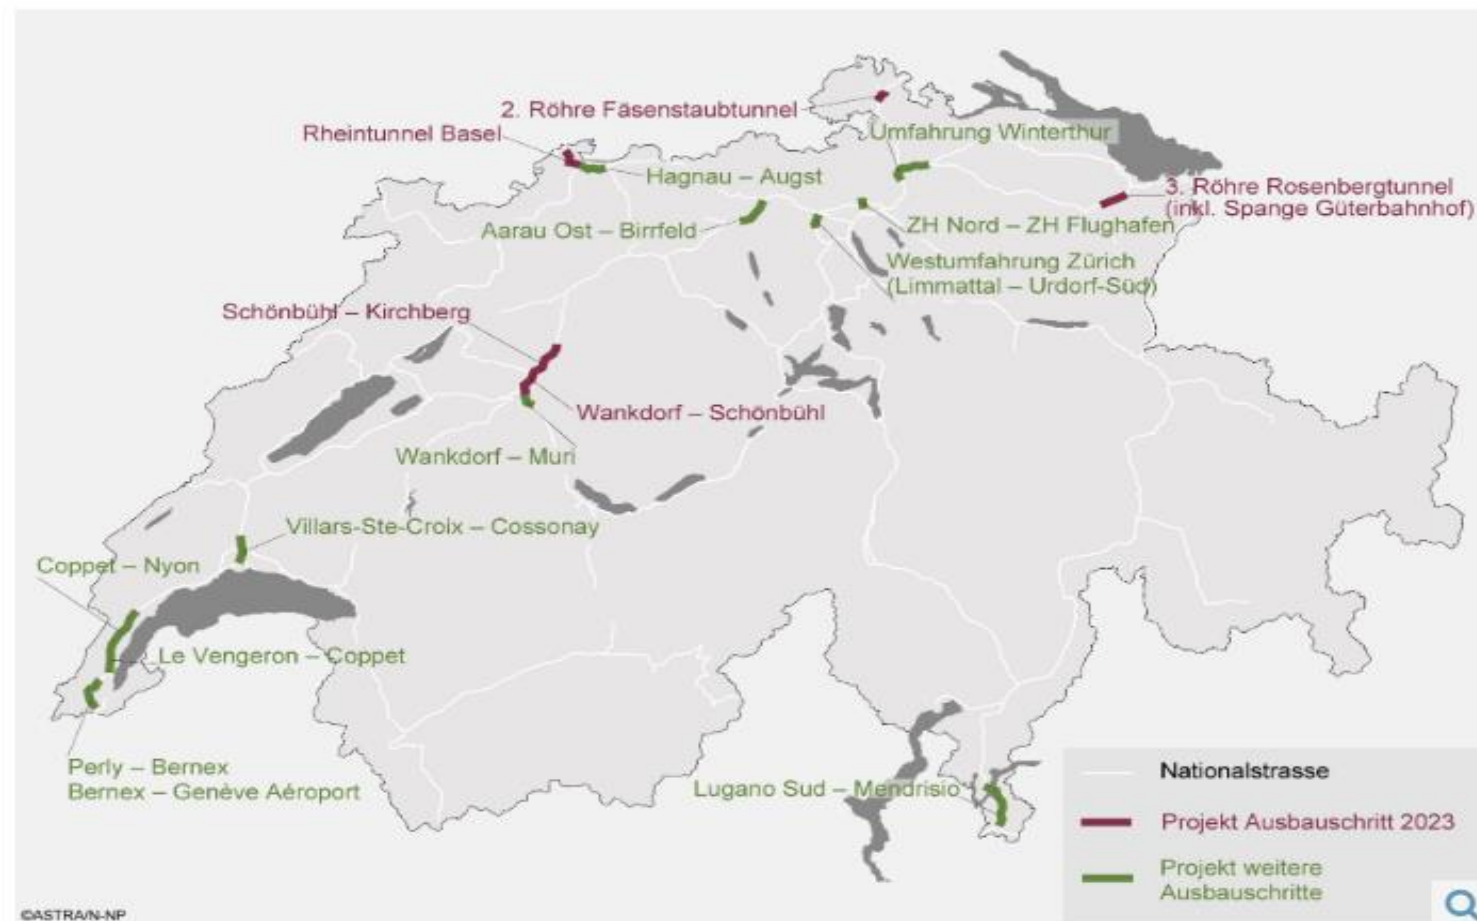 2. Röhre Fäsenstaubtunnel
Rheintunnel Basel
Umfahrung Winterthur
Hagnau – Augst
3. Röhre Rosenbergtunnel
(inkl. Spange Güterbahnhof)
Aarau Ost – Birrfeld
ZH Nord – ZH Flughafen
Westumfahrung Zürich
(Limmattal – Urdorf-Süd)
Schönbühl – Kirchberg
Wankdorf – Schönbühl
Wankdorf – Muri
Villars-Ste-Croix – Cossonay
Coppet – Nyon
Le Vengeron – Coppet
Perly – Bernex
Bernex – Genève Aéroport
Lugano Sud – Mendrisio
Nationalstrasse
Projekt Ausbauschritt 2023
Projekt weitere
Ausbauschritte
©ASTRA/N-NP